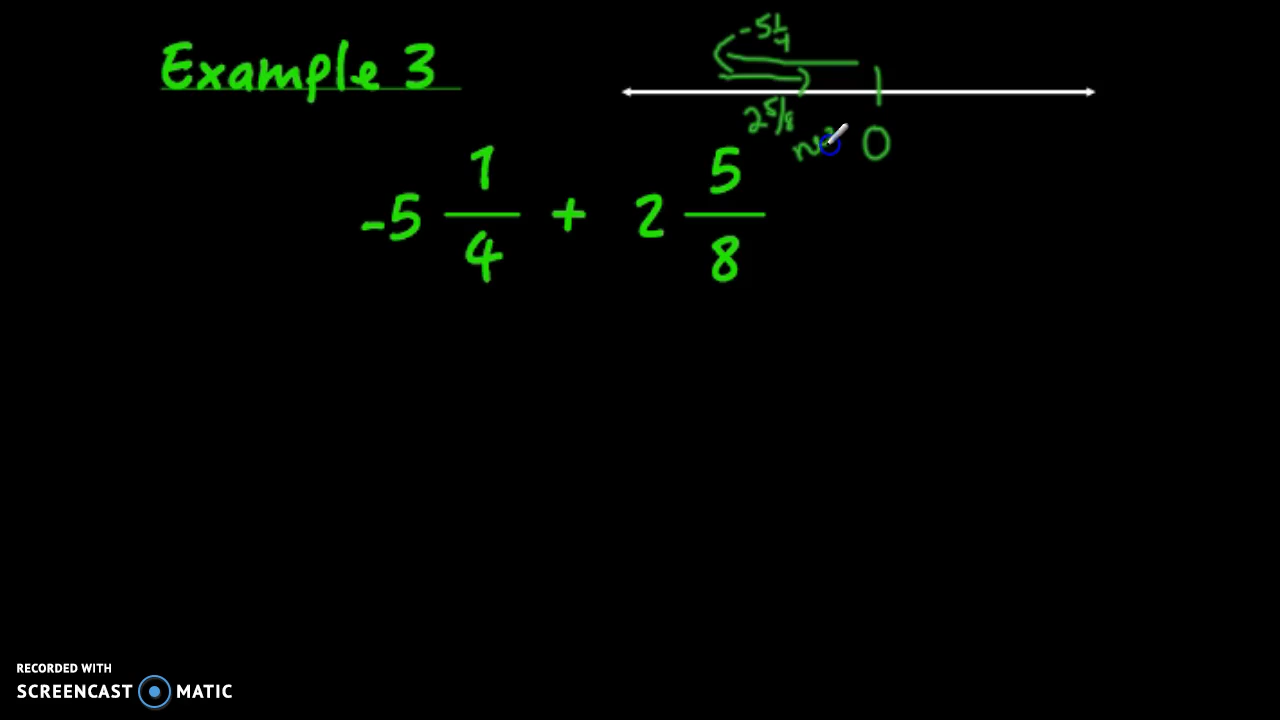 Example 3
-5 1/4
2 5/8
0
-5 1/4 + 2 5/8
RECORDED WITH
SCREENCAST MATIC